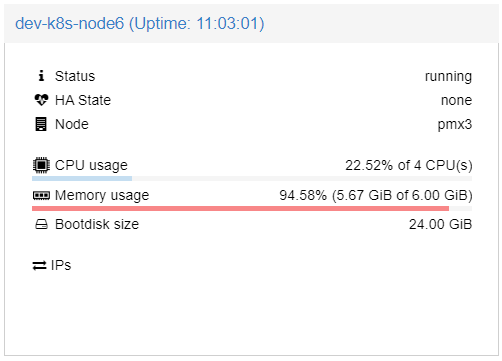 dev-k8s-node6 (Uptime: 11:03:01)
Status running
HA State none
Node pmx3
CPU usage 22.52% of 4 CPU(s)
Memory usage 94.58% (5.67 GiB of 6.00 GiB)
Bootdisk size 24.00 GiB
IPs